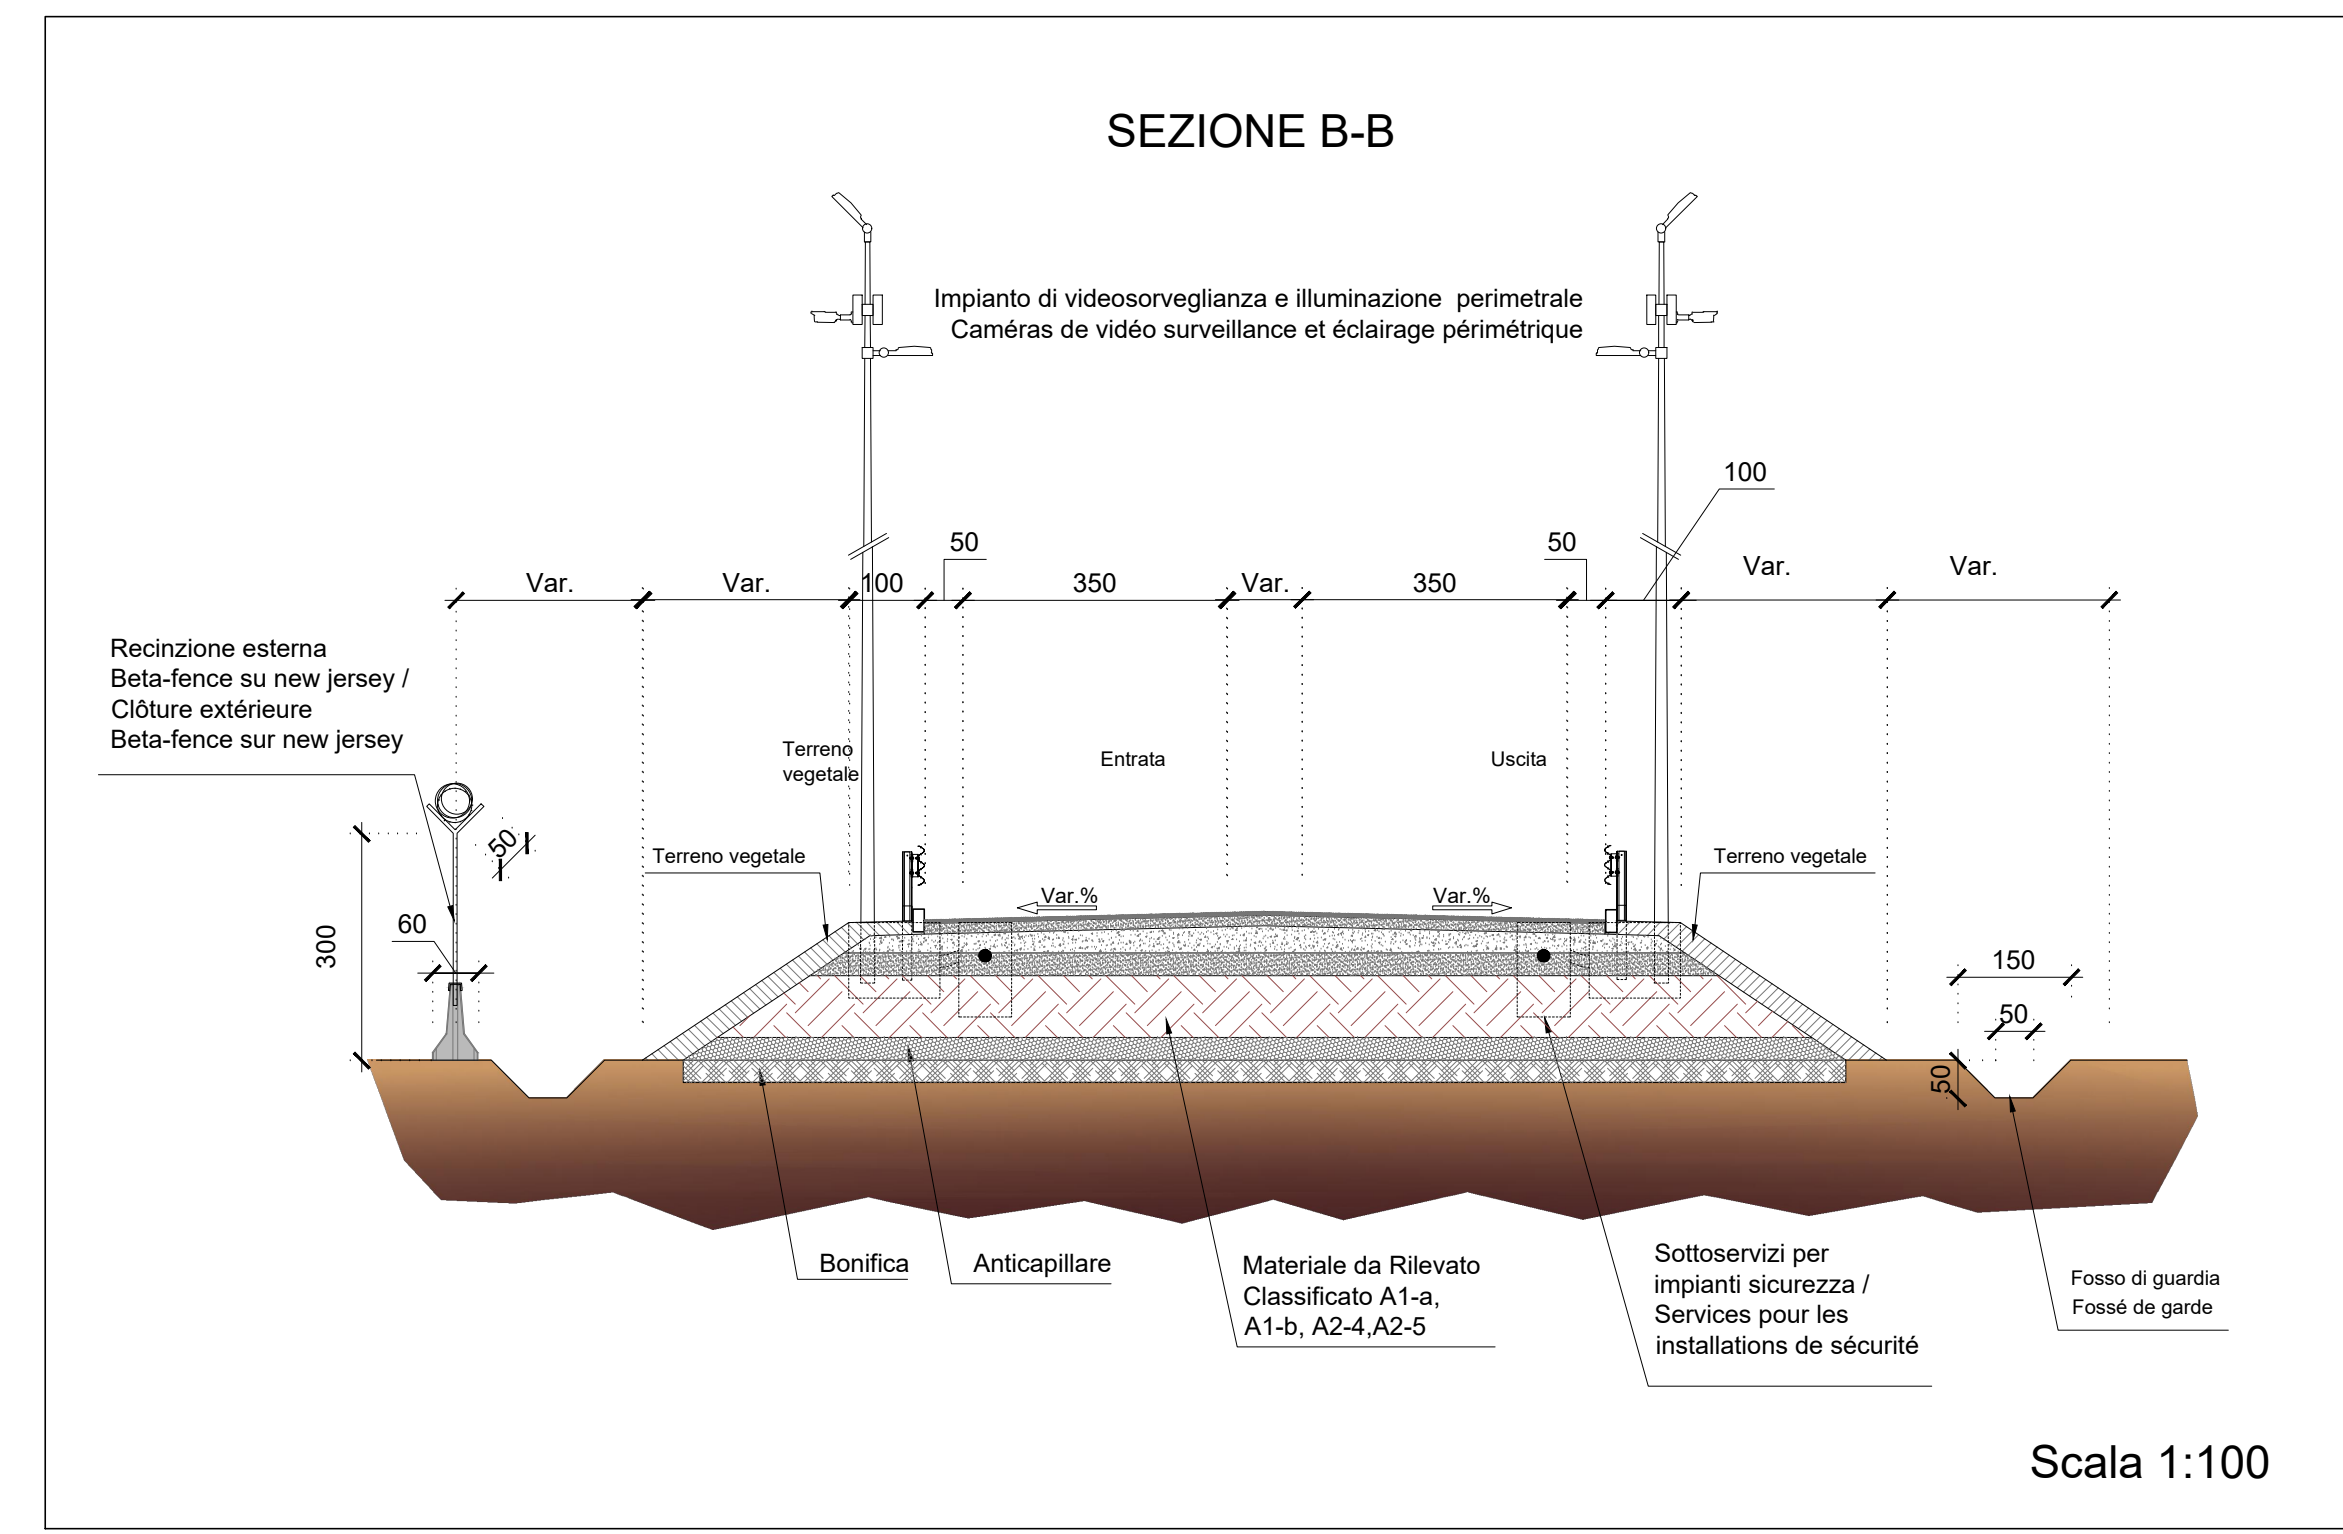 SEZIONE B-B
Impianto di videosorveglianza e illuminazione perimetrale
Caméras de vidéo surveillance et éclairage périmétrique
100
50
50
Var.
Var.
100
350
Var.
350
Var.
Var.
Recinzione esterna
Beta-fence su new jersey /
Clôture extérieure
Beta-fence sur new jersey
Terreno
vegetale
Entrata
Uscita
50
Terreno vegetale
Terreno vegetale
Var.%
Var.%
300
60
150
50
50
Bonifica
Anticapillare
Materiale da Rilevato
Classificato A1-a,
A1-b, A2-4,A2-5
Sottoservizi per
impianti sicurezza /
Services pour les
installations de sécurité
Fosso di guardia
Fossé de garde
Scala 1:100